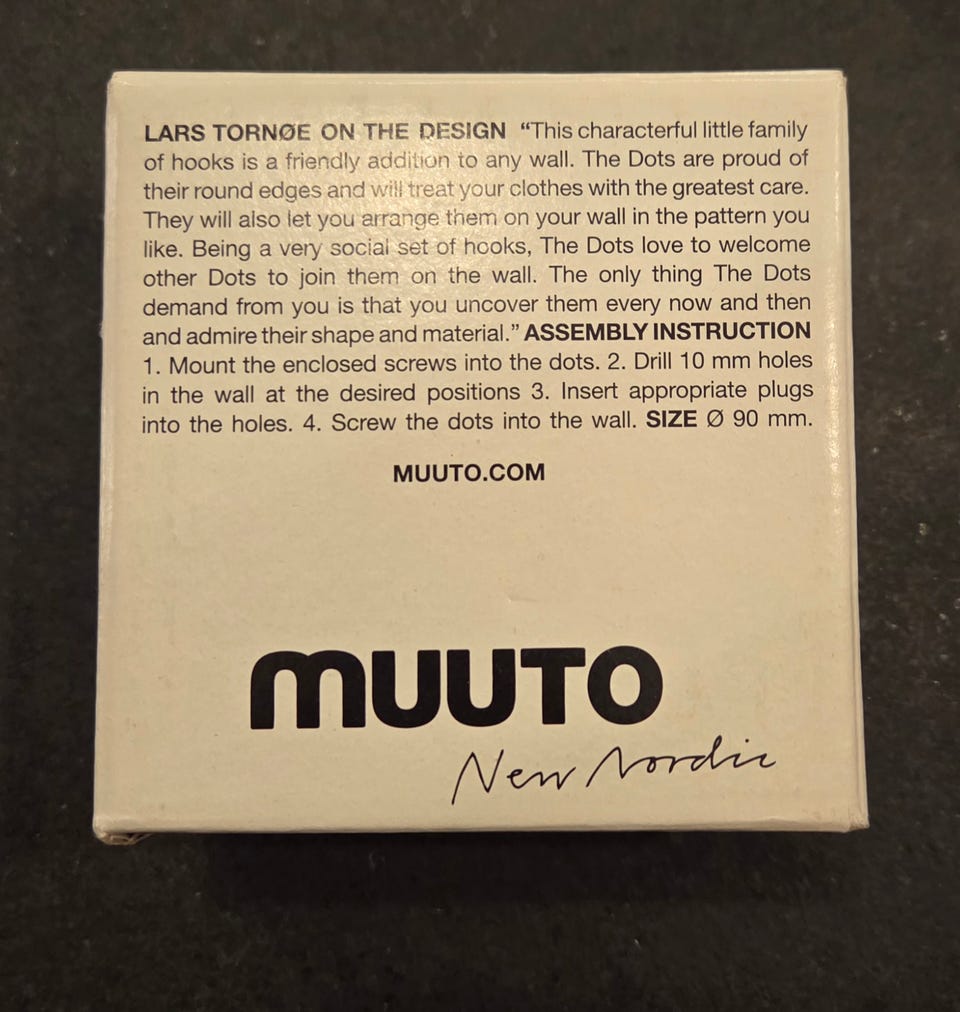 LARS TORNØE ON THE DESIGN “This characterful little family
of hooks is a friendly addition to any wall. The Dots are proud of
their round edges and will treat your clothes with the greatest care.
They will also let you arrange them on your wall in the pattern you
like. Being a very social set of hooks, The Dots love to welcome
other Dots to join them on the wall. The only thing The Dots
demand from you is that you uncover them every now and then
and admire their shape and material.” ASSEMBLY INSTRUCTION
1. Mount the enclosed screws into the dots. 2. Drill 10 mm holes
in the wall at the desired positions 3. Insert appropriate plugs
into the holes. 4. Screw the dots into the wall. SIZE Ø 90 mm.
MUUTO.COM
MUUTO
New Nordic